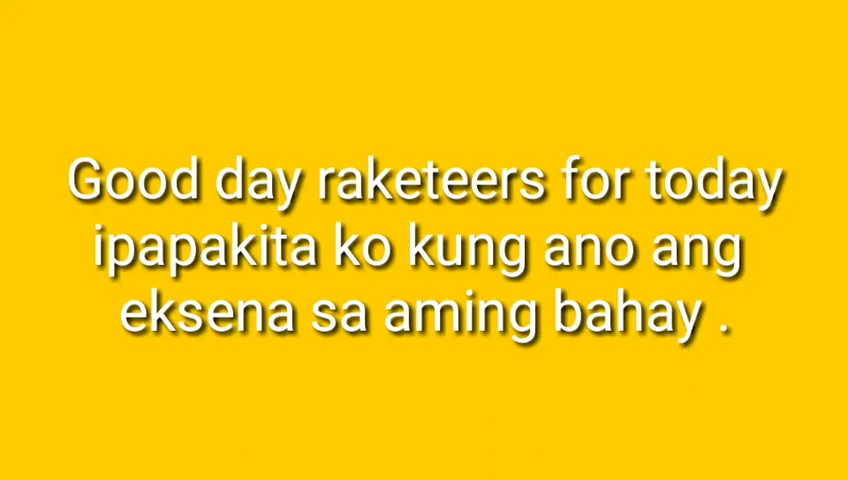 Good day raketeers for today
ipapakita ko kung ano ang
eksena sa aming bahay .